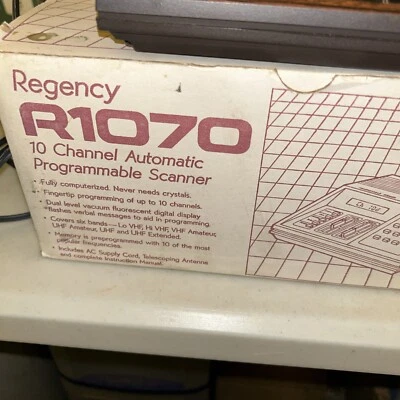 Regency
R1070
10 Channel Automatic
Programmable Scanner
• Fully computerized. Never needs crystals.
• Fingertip programming of up to 10 channels.
• Dual level vacuum fluorescent digital display
flashes verbal messages to aid in programming.
• Covers six bands—Lo VHF, Hi VHF, VHF Amateur,
UHF Amateur, UHF and UHF Extended.
• Memory is preprogrammed with 10 of the most
popular frequencies.
• Includes AC Supply Cord, Telescoping Antenna
and complete Instruction Manual.